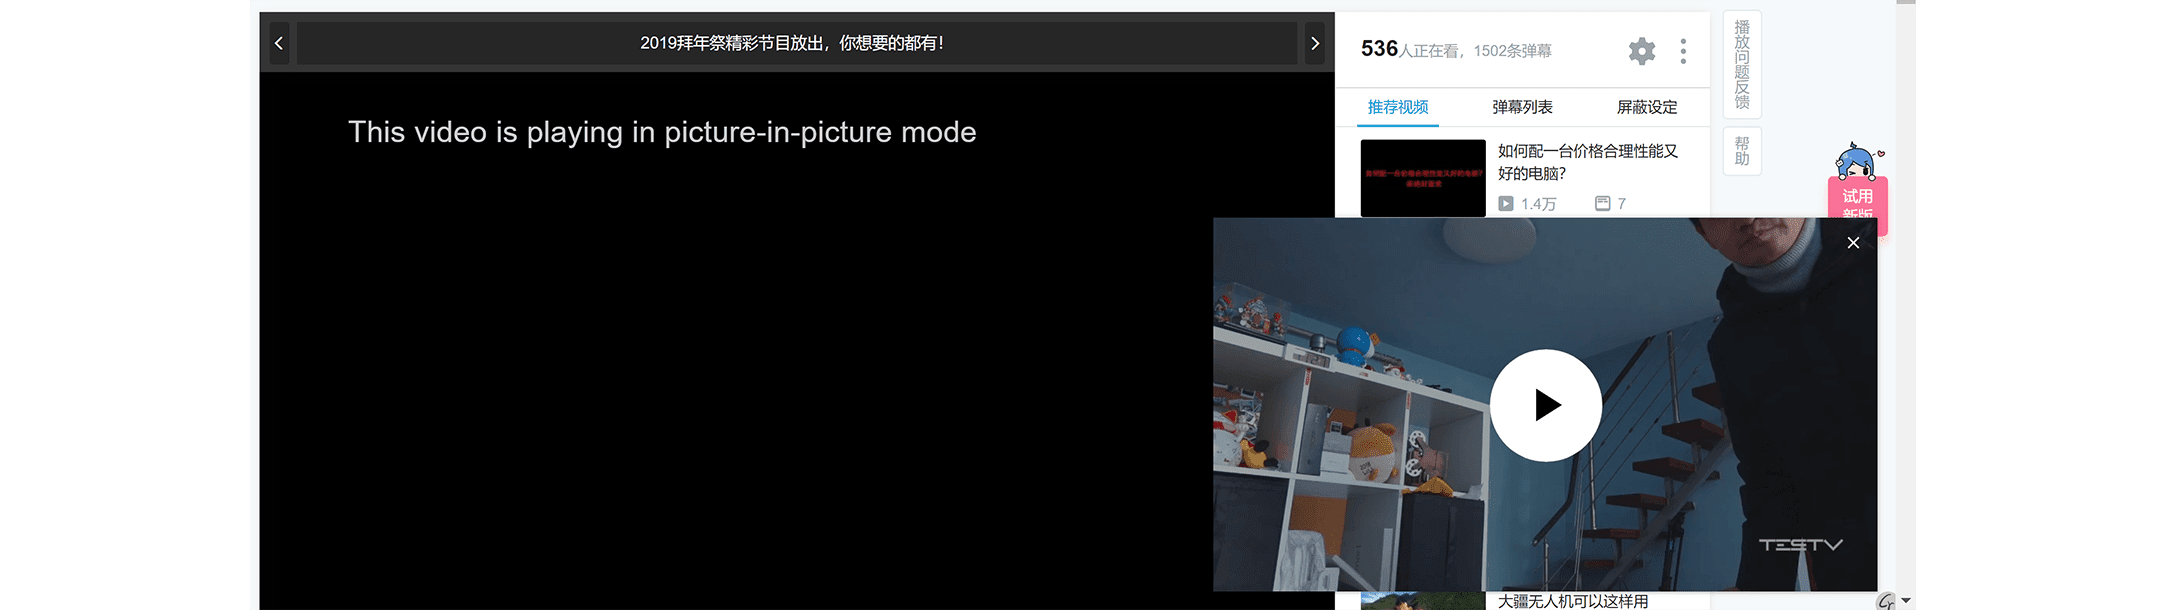 2019拜年祭精彩节目放出，你想要的都有！
This video is playing in picture-in-picture mode
536人正在看，1502条弹幕
推荐视频 弹幕列表 屏蔽设定
如何配一台价格合理性能又
好的电脑？
1.4万 7
播放问题反馈
帮助
试用
新版
TESTV
大疆无人机可以这样用